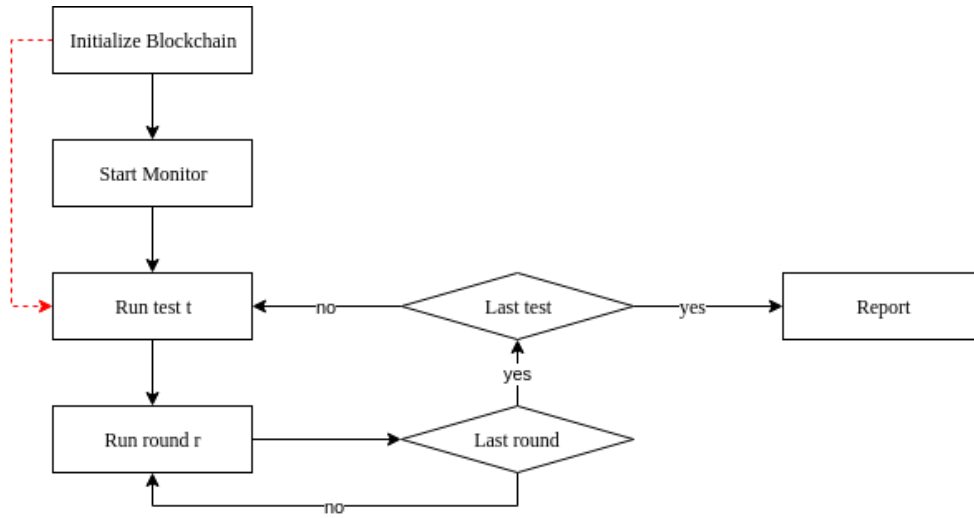 Initialize Blockchain
Start Monitor
Run test t
no
Last test
yes
Report
yes
Run round r
Last round
no